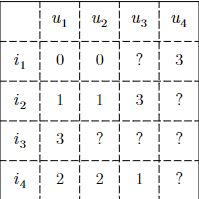 u1 u2 u3 u4
i1 0 0 ? 3
i2 1 1 3 ?
i3 3 ? ? ?
i4 2 2 1 ?